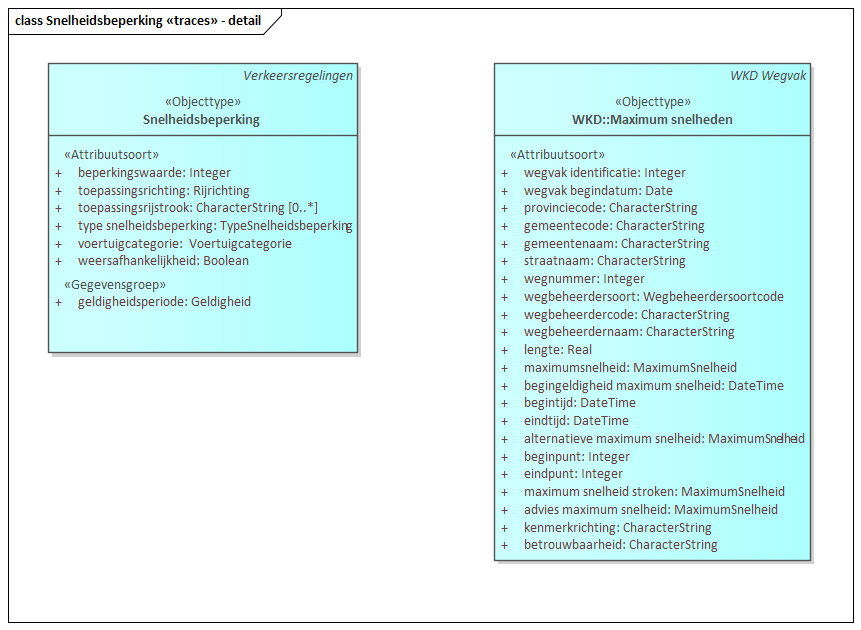 class Snelheidsbeperking «traces» - detail
Verkeersregelingen
«Objecttype»
Snelheidsbeperking
«Attribuutsoort»
+ beperkingswaarde: Integer
+ toepassingsrichting: Rijrichting
+ toepassingsrijstrook: CharacterString [0..*]
+ type snelheidsbeperking: TypeSnelheidsbeperking
+ voertuigcategorie: Voertuigcategorie
+ weersafhankelijkheid: Boolean
«Gegevensgroep»
+ geldigheidsperiode: Geldigheid
WKD Wegvak
«Objecttype»
WKD::Maximum snelheden
«Attribuutsoort»
+ wegvak identificatie: Integer
+ wegvak begindatum: Date
+ provinciecode: CharacterString
+ gemeentecode: CharacterString
+ gemeentenaam: CharacterString
+ straatnaam: CharacterString
+ wegnummer: Integer
+ wegbeheerdersoort: Wegbeheerdersoortcode
+ wegbeheerdercode: CharacterString
+ wegbeheerdernaam: CharacterString
+ lengte: Real
+ maximumsnelheid: MaximumSnelheid
+ begingeldigheid maximum snelheid: DateTime
+ begintijd: DateTime
+ eindtijd: DateTime
+ alternatieve maximum snelheid: MaximumSnelheid
+ beginpunt: Integer
+ eindpunt: Integer
+ maximum snelheid stroken: MaximumSnelheid
+ advies maximum snelheid: MaximumSnelheid
+ kenmerkrichting: CharacterString
+ betrouwbaarheid: CharacterString